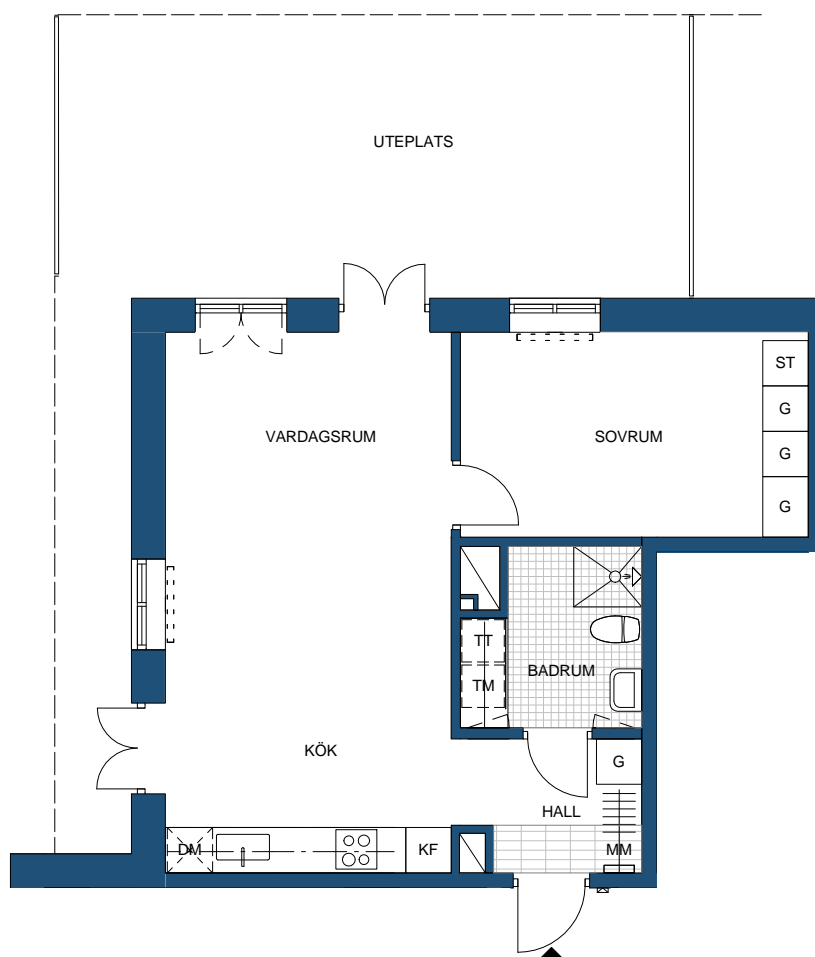 UTEPLATS
ST
G
VARDAGSRUM
SOVRUM
G
G
TT
BADRUM
TM
KÖK
G
HALL
DM
KF
MM